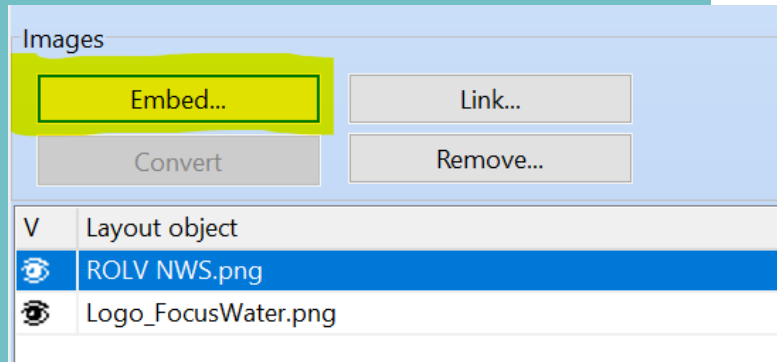 Images
Embed... Link...
Convert Remove...
V Layout object
ROLV NWS.png
Logo_FocusWater.png